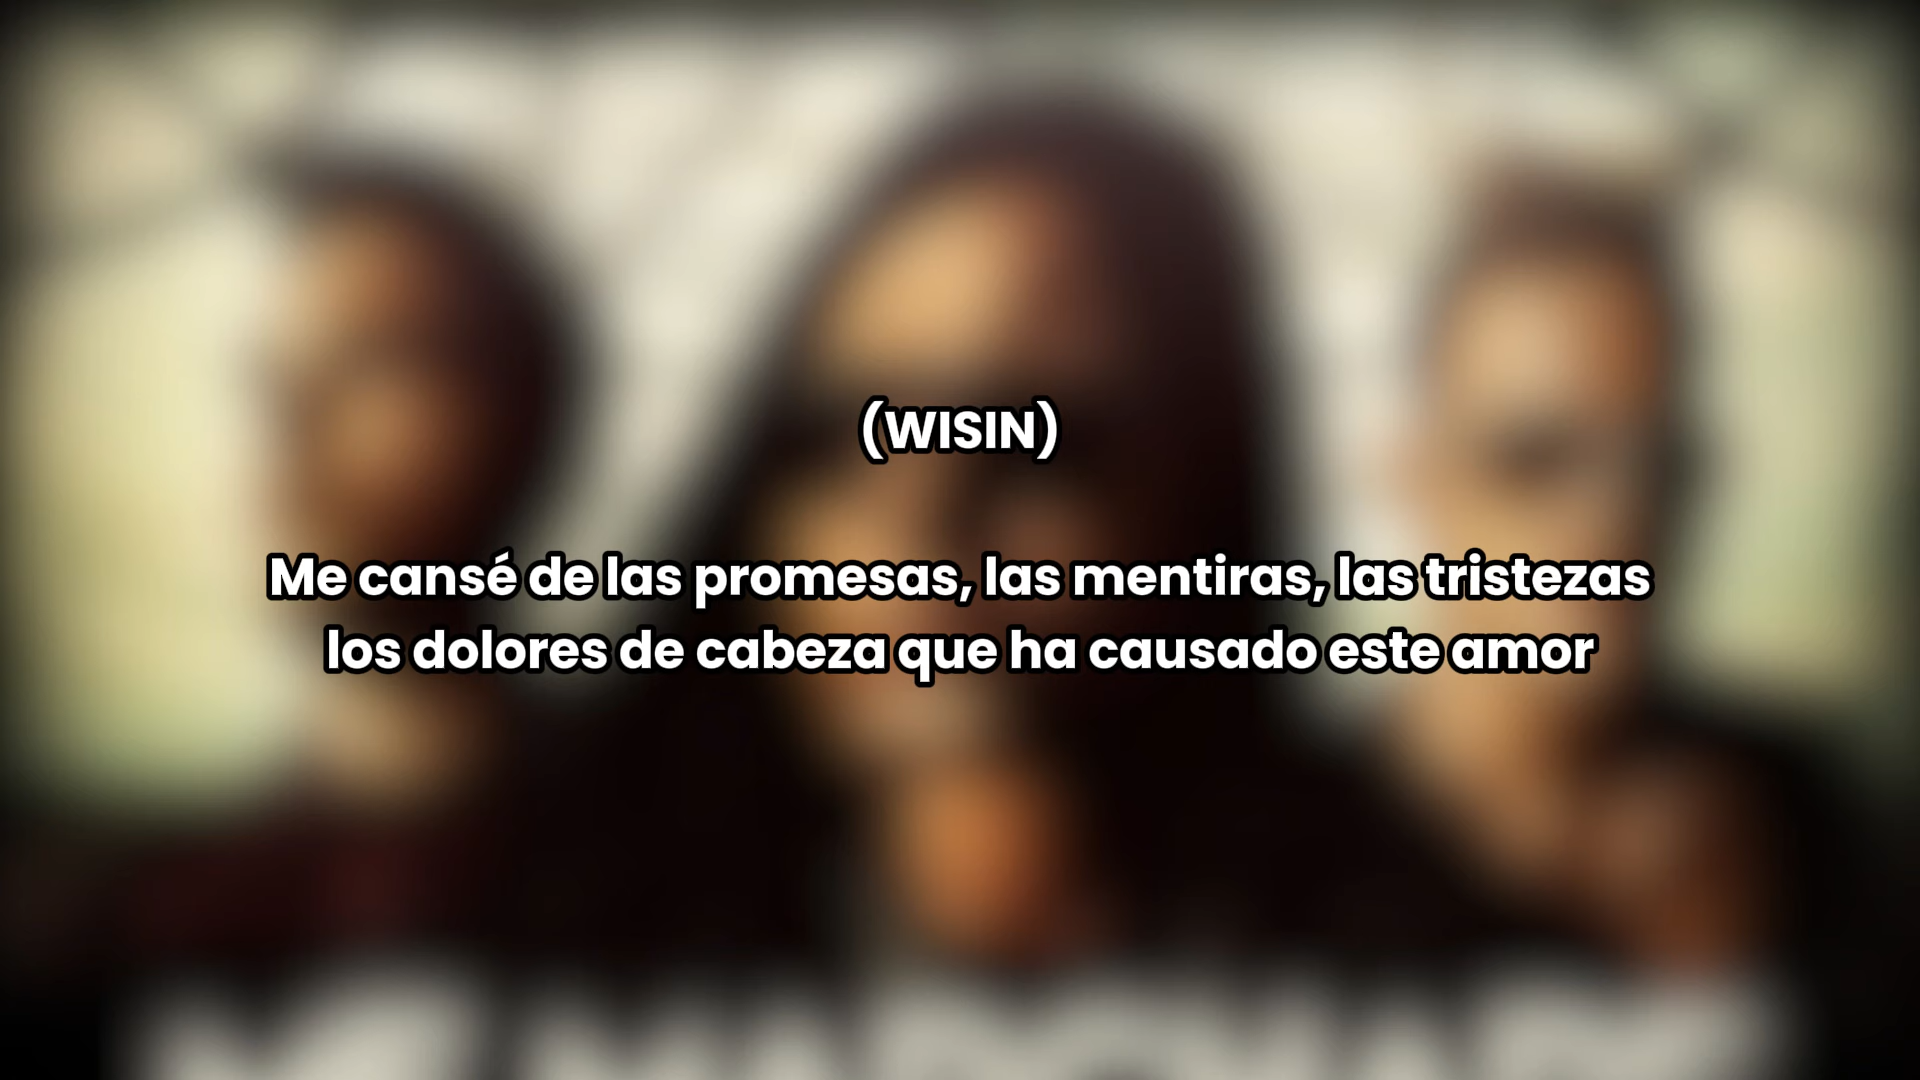 (WISIN)
Me cansé de las promesas, las mentiras, las tristezas
los dolores de cabeza que ha causado este amor